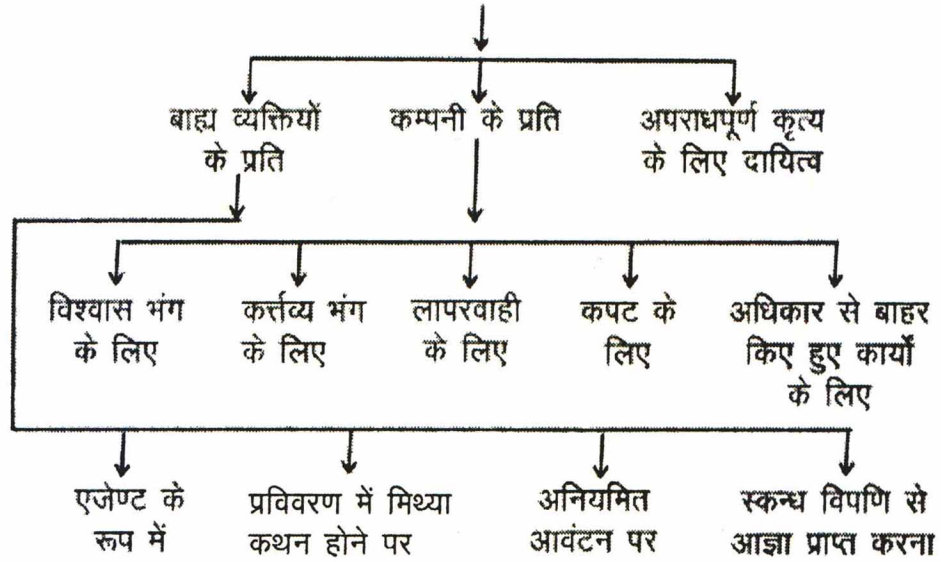 बाह्य व्यक्तियों
के प्रति
कम्पनी के प्रति
अपराधपूर्ण कृत्य
के लिए दायित्व
विश्वास भंग
के लिए
कर्त्तव्य भंग
के लिए
लापरवाही
के लिए
कपट के
लिए
अधिकार से बाहर
किए हुए कार्यों
के लिए
एजेण्ट के
रूप में
प्रविवरण में मिथ्या
कथन होने पर
अनियमित
आवंटन पर
स्कन्ध विपणि से
आज्ञा प्राप्त करना